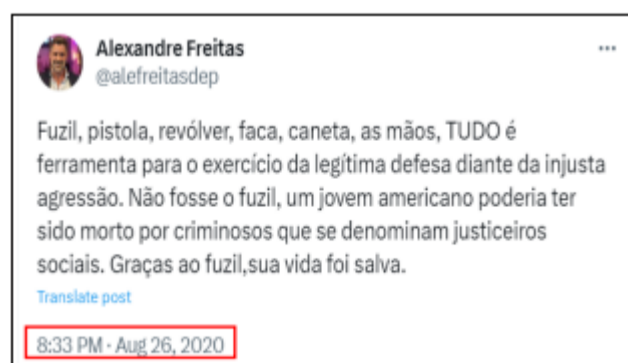 Alexandre Freitas
@alefreitasdep
Fuzil, pistola, revólver, faca, caneta, as mãos, TUDO é
ferramenta para o exercício da legítima defesa diante da injusta
agressão. Não fosse o fuzil, um jovem americano poderia ter
sido morto por criminosos que se denominam justiceiros
sociais. Graças ao fuzil,sua vida foi salva.
Translate post
8:33 PM · Aug 26, 2020